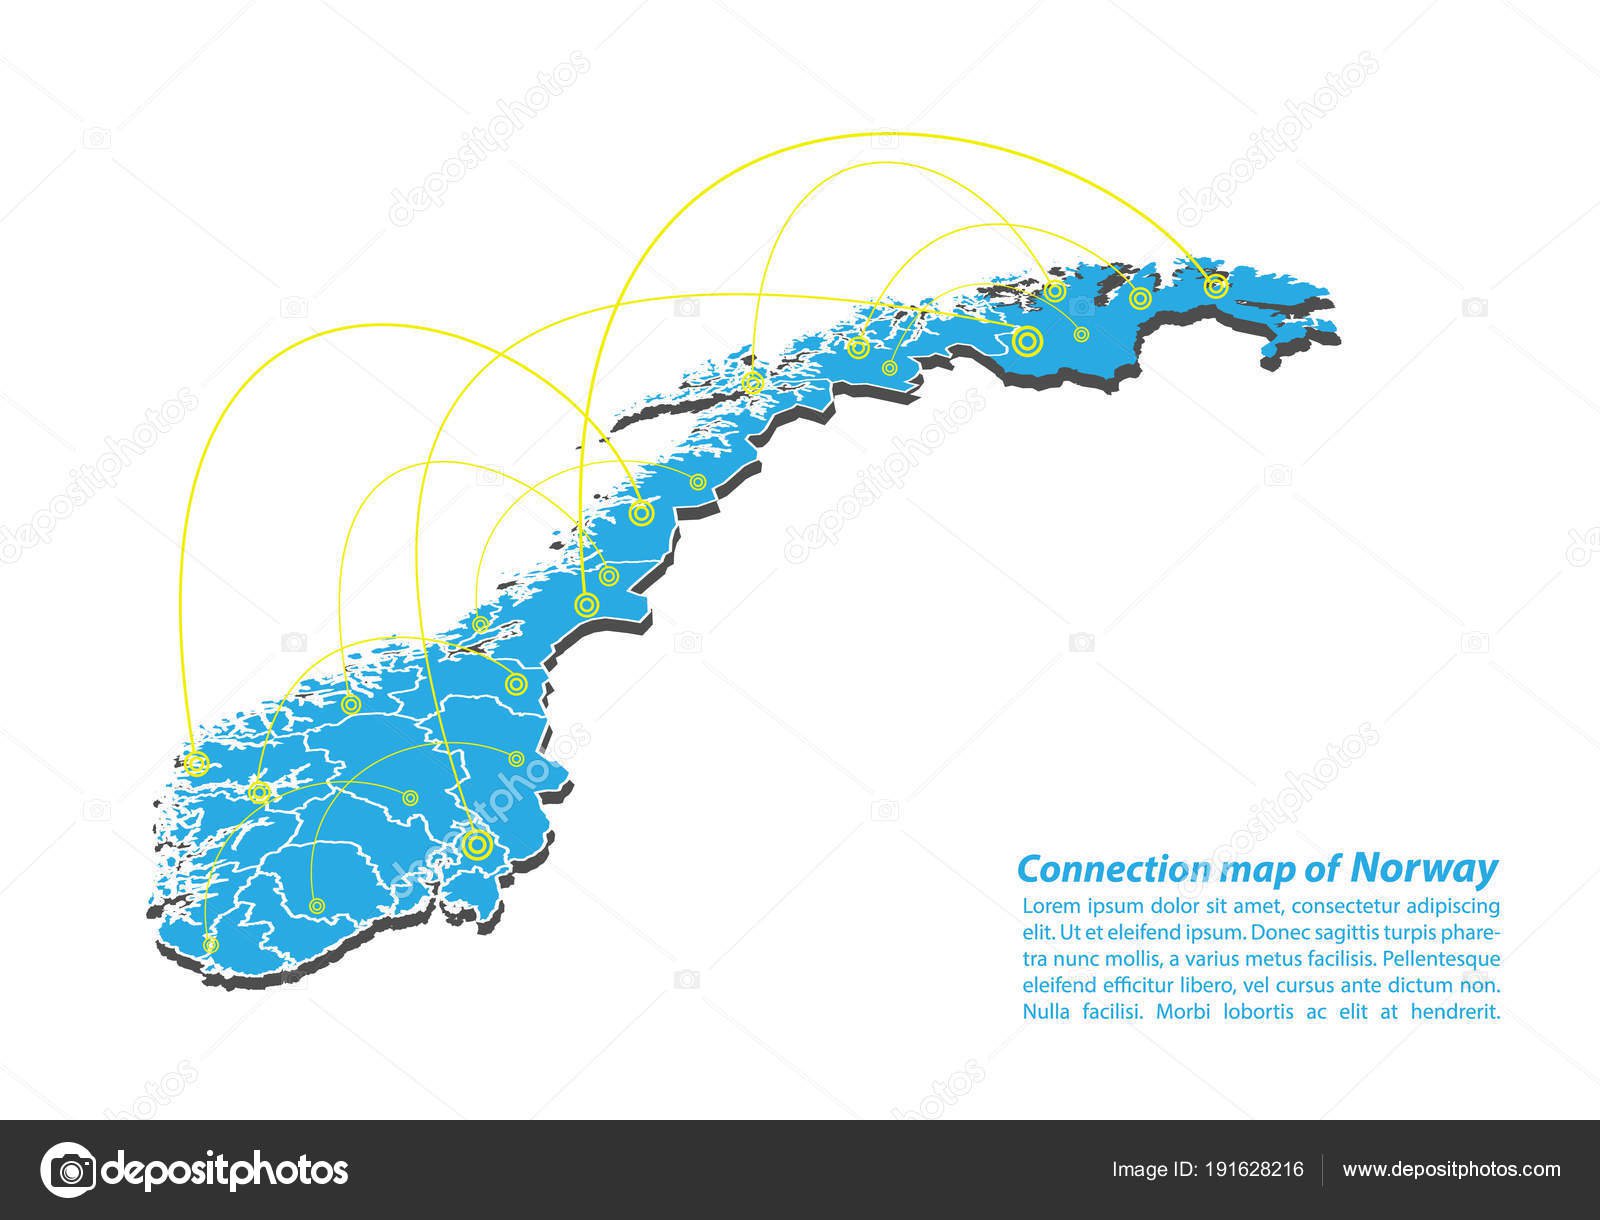 Connection map of Norway
Lorem ipsum dolor sit amet, consectetur adipiscing
elit. Ut et eleifend ipsum. Donec sagittis turpis phare-
tra nunc mollis, a varius metus facilisis. Pellentesque
eleifend efficitur libero, vel cursus ante dictum non.
Nulla facilisi. Morbi lobortis ac elit at hendrerit.
depositphotos
Image ID: 191628216
www.depositphotos.com